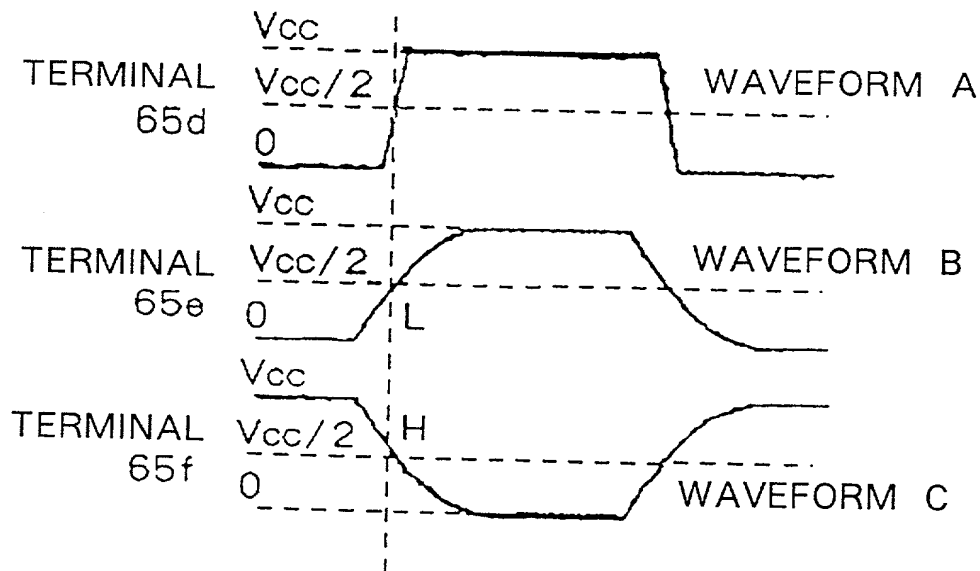 Vcc
TERMINAL 65d
Vcc/2
WAVEFORM A
0
Vcc
TERMINAL 65e
Vcc/2
WAVEFORM B
0
L
Vcc
TERMINAL 65f
Vcc/2
H
0
WAVEFORM C